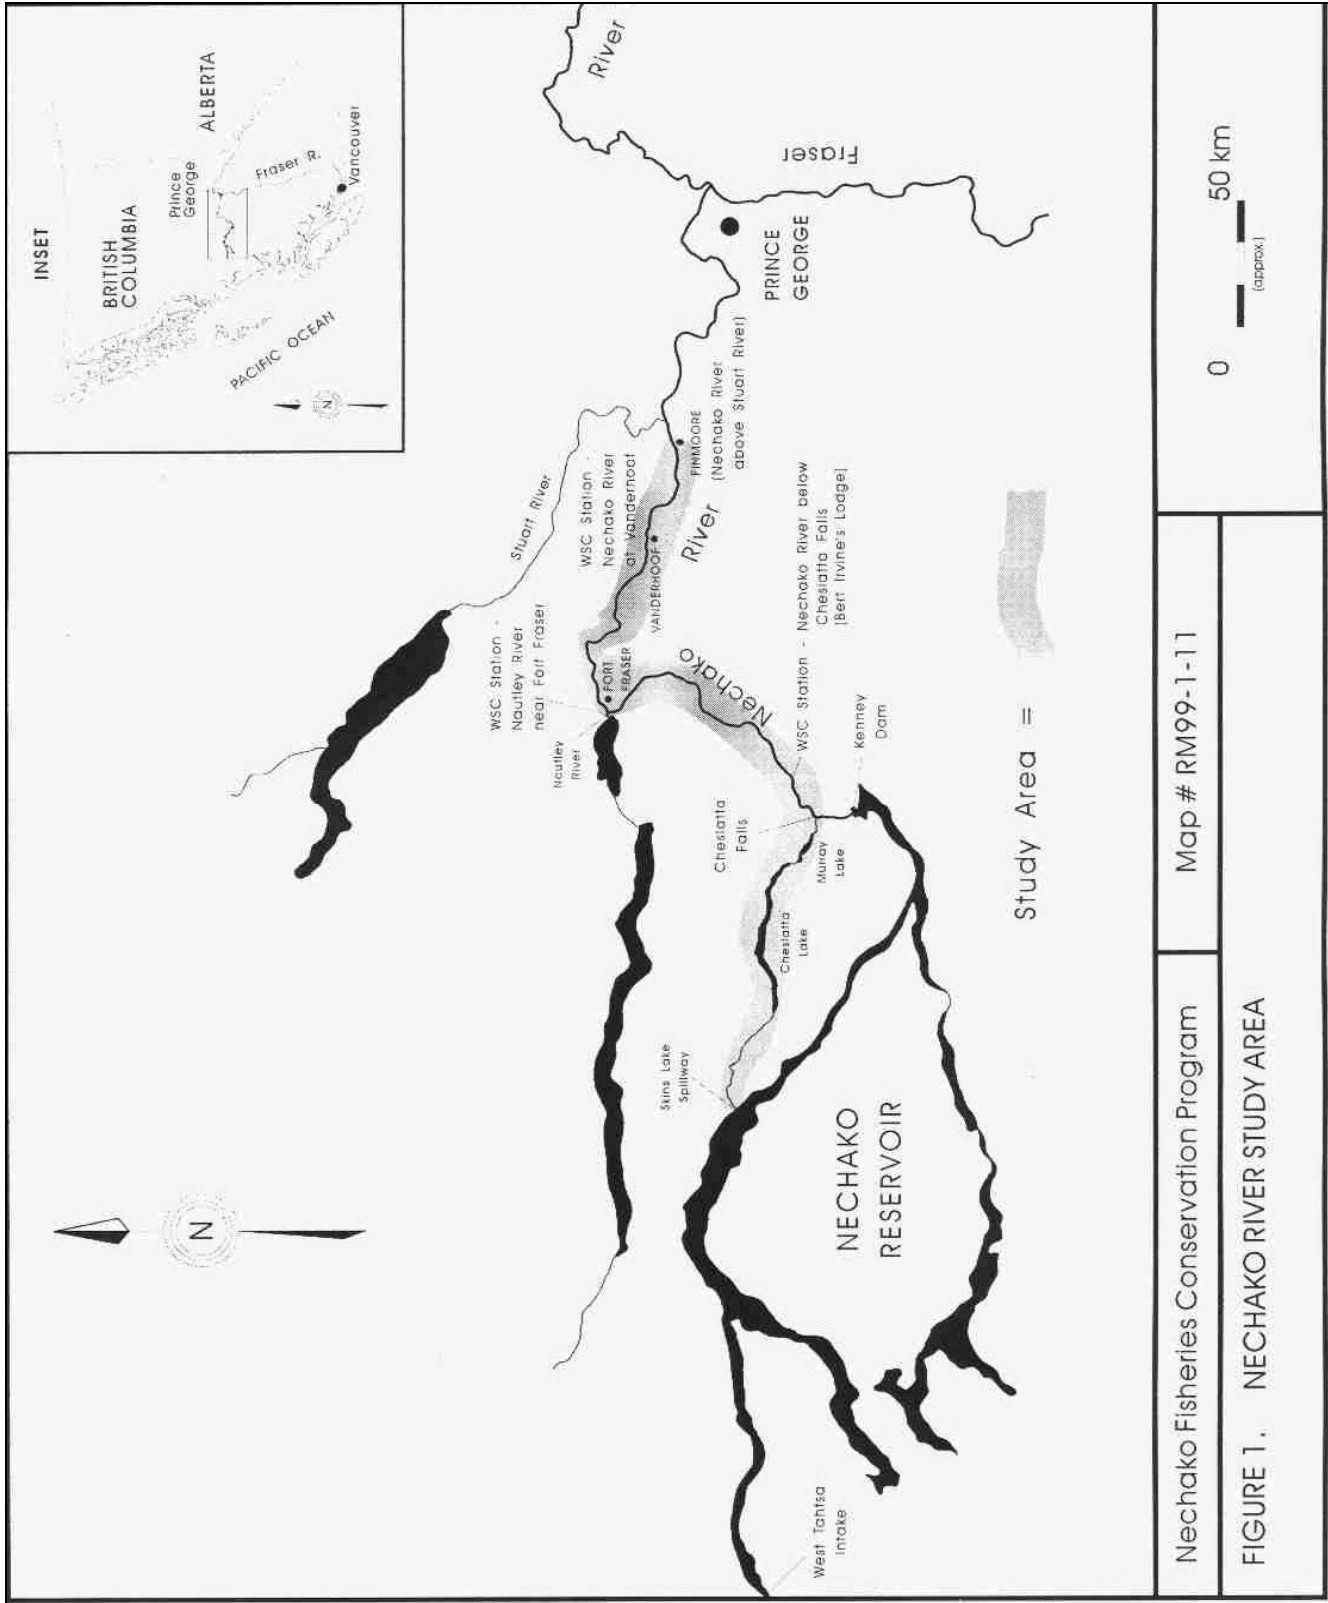 INSET
BRITISH
COLUMBIA
ALBERTA
Prince
George
Fraser R.
Vancouver
PACIFIC OCEAN
N
N
Stuart River
WSC Station -
Nautley River
near Fort Fraser
WSC Station -
Nechako River
at Vanderhoof
Nautley
River
FORT
FRASER
VANDERHOOF
FINMOORE
(Nechako River
above Stuart River)
River
Nechako
PRINCE
GEORGE
River
Fraser
Skins Lake
Spillway
Cheslatta
Falls
Cheslatta
Lake
Murray
Lake
WSC Station - Nechako River below
Cheslatta Falls
(Bert Irvine's Lodge)
Kenney
Dam
NECHAKO
RESERVOIR
West Tahtsa
Intake
Study Area =
Nechako Fisheries Conservation Program
Map # RM99-1-11
0 50 km
(approx.)
FIGURE 1. NECHAKO RIVER STUDY AREA